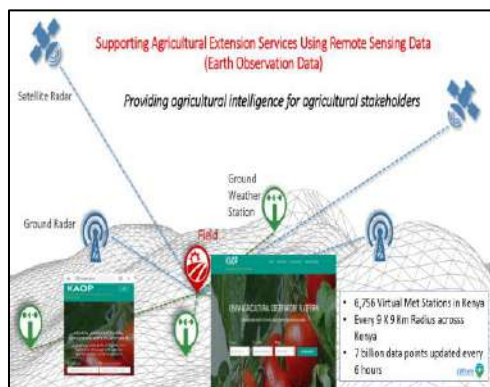 Supporting Agricultural Extension Services Using Remote Sensing Data
(Earth Observation Data)
Providing agricultural intelligence for agricultural stakeholders
Satellite Radar
Ground
Weather
Station
Ground Radar
Field
KAOP
KAOP
• 6,756 Virtual Met Stations in Kenya
• Every 9 X 9 Km Radius acrosss
Kenya
• 7 billion data points updated every
6 hours